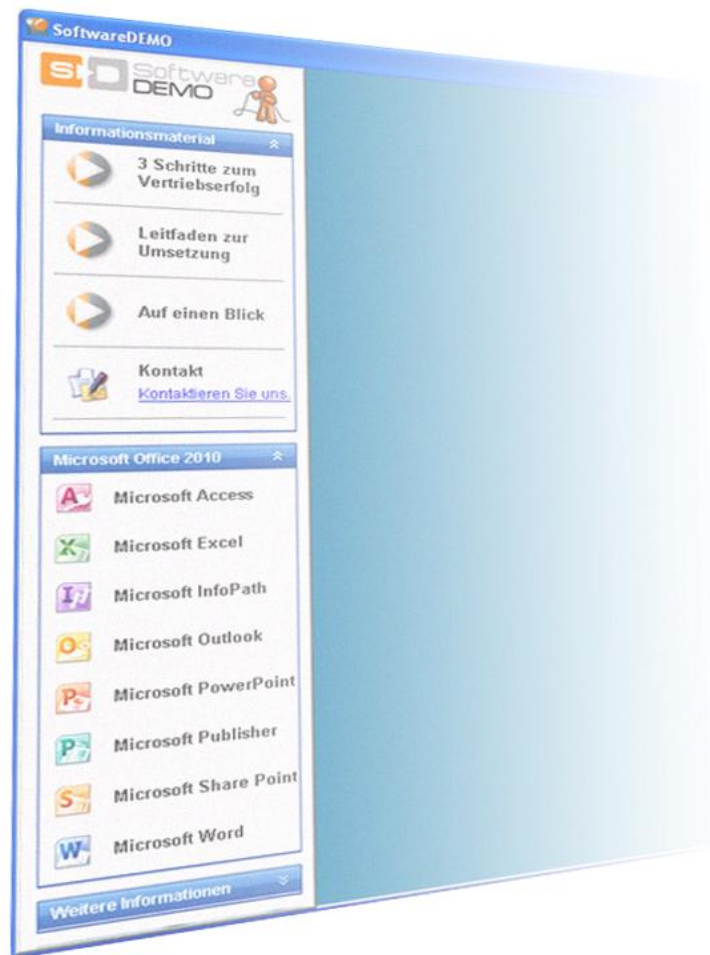 SoftwareDEMO
Software
DEMO
Informationsmaterial
3 Schritte zum
Vertriebserfolg
Leitfaden zur
Umsetzung
Auf einen Blick
Kontakt
Kontaktieren Sie uns.
Microsoft Office 2010
Microsoft Access
Microsoft Excel
Microsoft InfoPath
Microsoft Outlook
Microsoft PowerPoint
Microsoft Publisher
Microsoft Share Point
Microsoft Word
Weitere Informationen